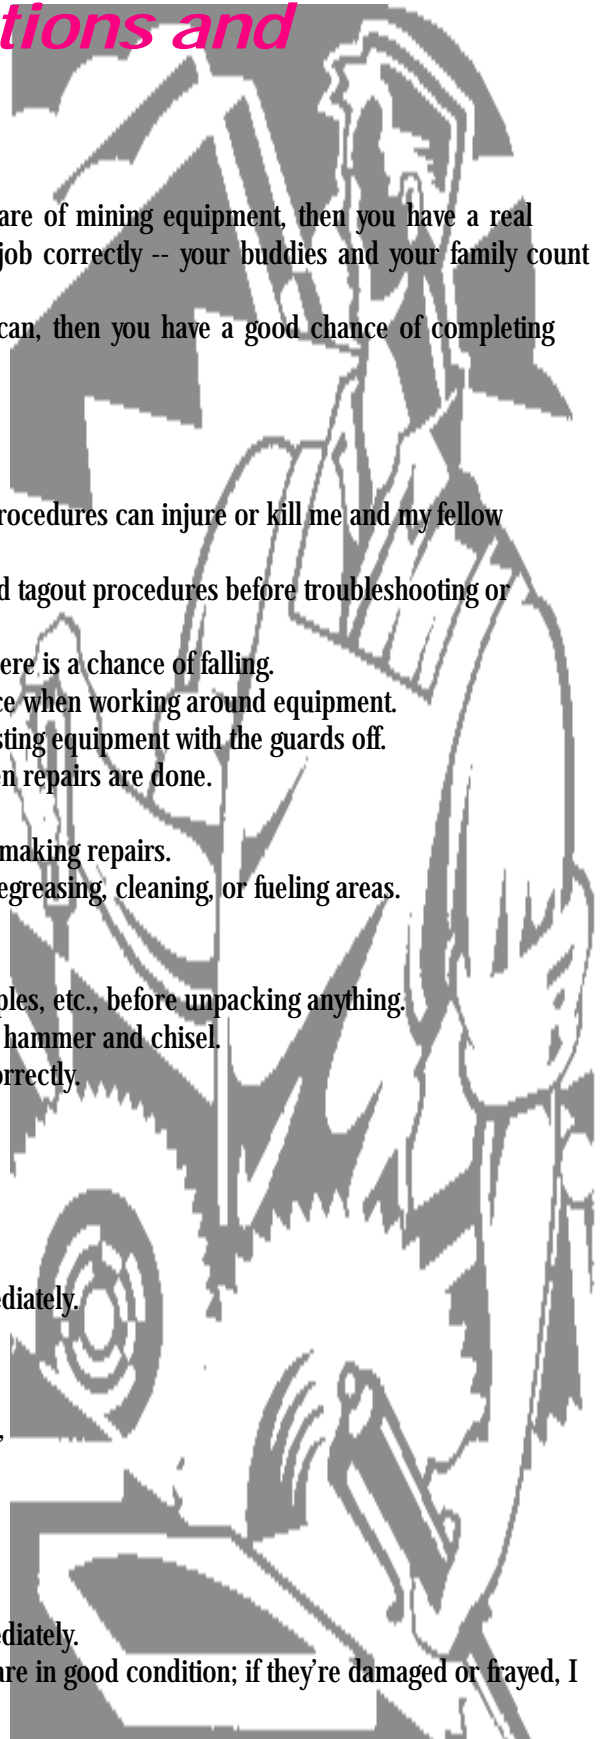 tions and
are of mining equipment, then you have a real
job correctly -- your buddies and your family count
can, then you have a good chance of completing
rocedures can injure or kill me and my fellow
d tagout procedures before troubleshooting or
ere is a chance of falling.
ce when working around equipment.
sting equipment with the guards off.
en repairs are done.
making repairs.
egreasing, cleaning, or fueling areas.
ples, etc., before unpacking anything.
hammer and chisel.
orrectly.
diately.
,
diately.
are in good condition; if they're damaged or frayed, I